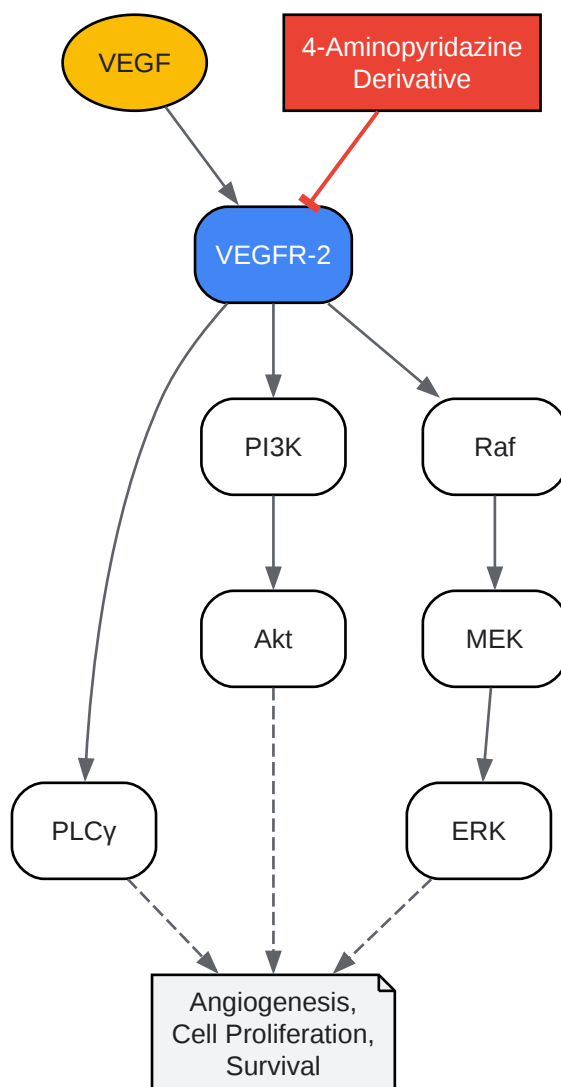 VEGF
4-Aminopyridazine
Derivative
VEGFR-2
PI3K
Raf
Akt
MEK
PLCγ
ERK
Angiogenesis,
Cell Proliferation,
Survival